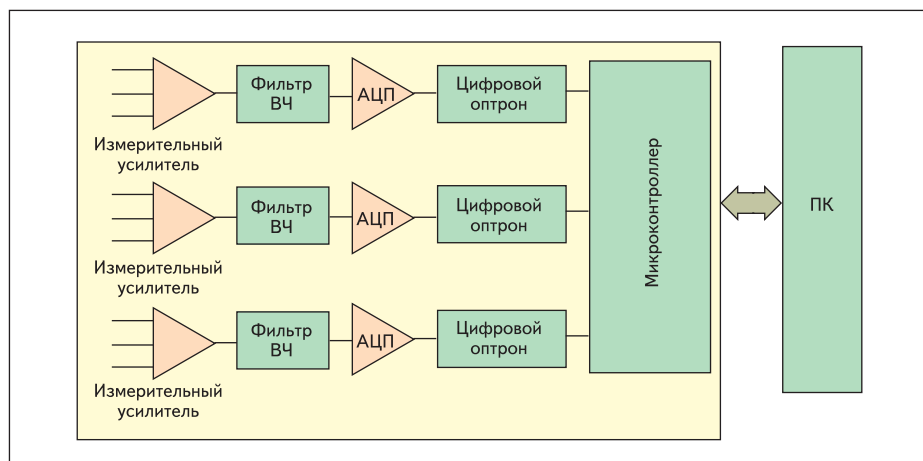 Фильтр
ВЧ
АЦП
Цифровой
оптрон
Измерительный
усилитель
Фильтр
ВЧ
АЦП
Цифровой
оптрон
Измерительный
усилитель
Фильтр
ВЧ
АЦП
Цифровой
оптрон
Измерительный
усилитель
Микроконтроллер
ПК